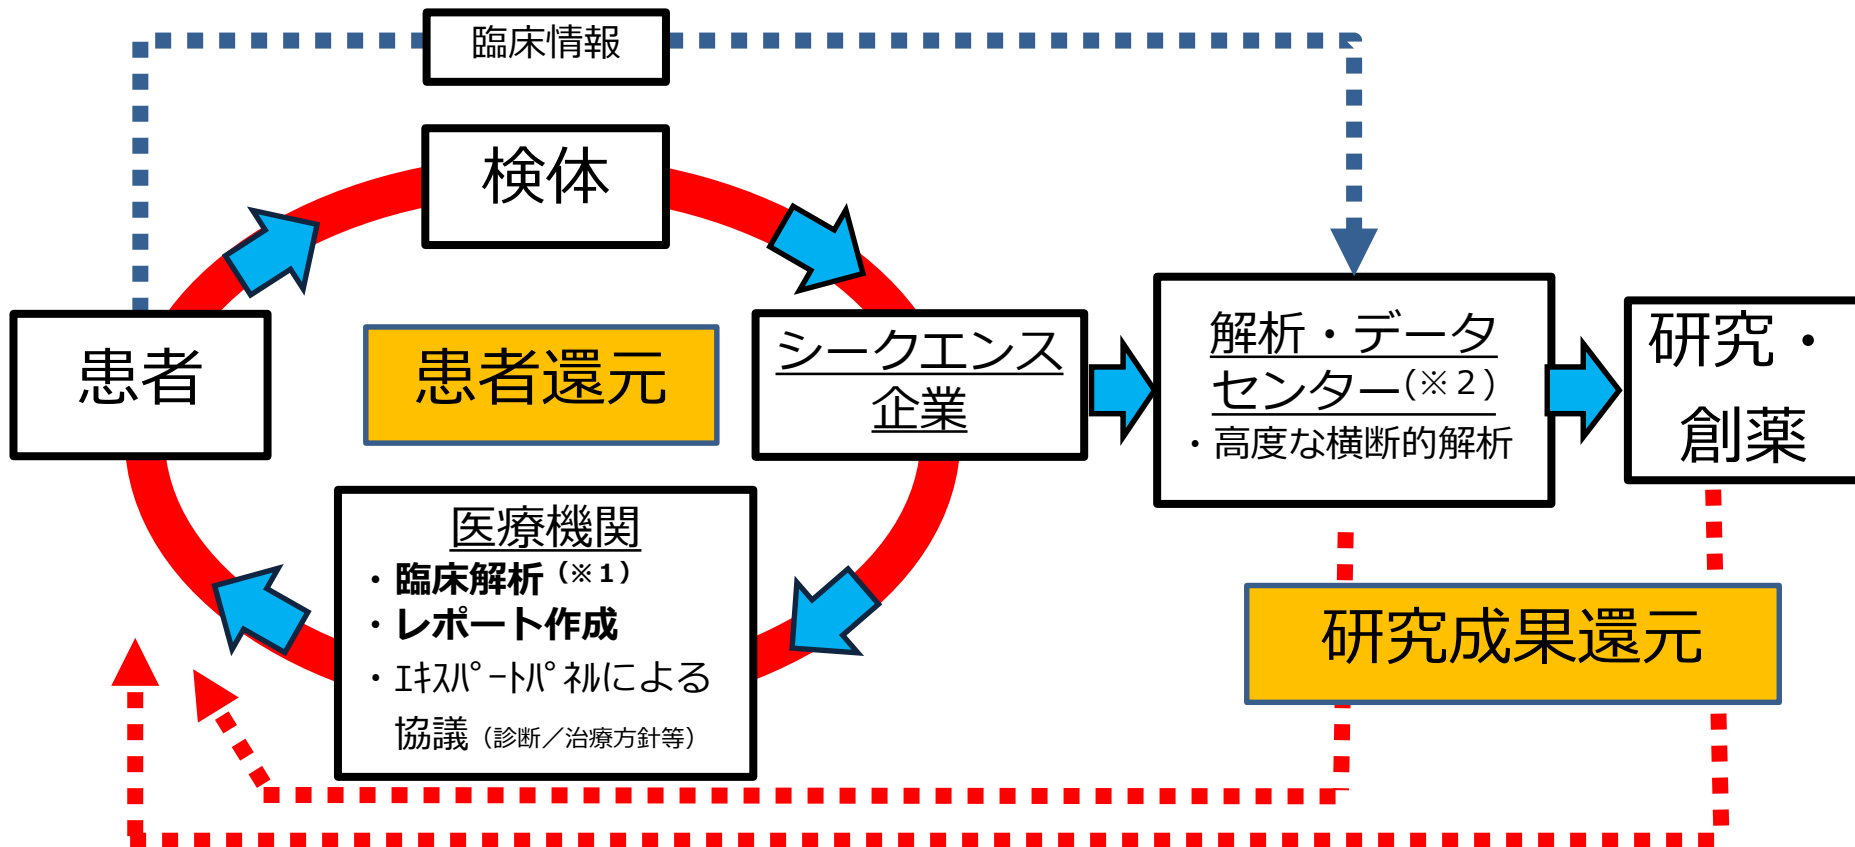 臨床情報
検体
患者
患者還元
シークエンス
企業
解析・データ
センター(※２)
・高度な横断的解析
研究・
創薬
医療機関
・臨床解析(※１)
・レポート作成
・ｴｷｽﾊﾟｰﾄﾊﾟﾈﾙによる
協議（診断／治療方針等）
研究成果還元